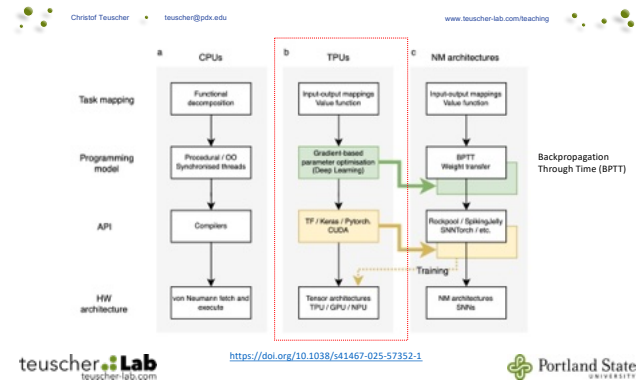 Christof Teuscher
teuscher@pdx.edu
www.teuscher-lab.com/teaching
a
CPUs
b
TPUs
c
NM architectures
Task mapping
Functional
decomposition
Input-output mappings
Value function
Input-output mappings
Value function
Programming
model
Procedural / OO
Synchronised threads
Gradient-based
parameter optimisation
(Deep Learning)
BPTT
Weight transfer
Backpropagation
Through Time (BPTT)
API
Compilers
TF / Keras / Pytorch.
CUDA
Rockpool / SpikingJelly
SNNTorch / etc.
Training
HW
architecture
von Neumann fetch and
execute
Tensor architectures
TPU / GPU / NPU
NM architectures
SNNs
teuscher Lab
teuscher-lab.com
https://doi.org/10.1038/s41467-025-57352-1
Portland State
UNIVERSITY